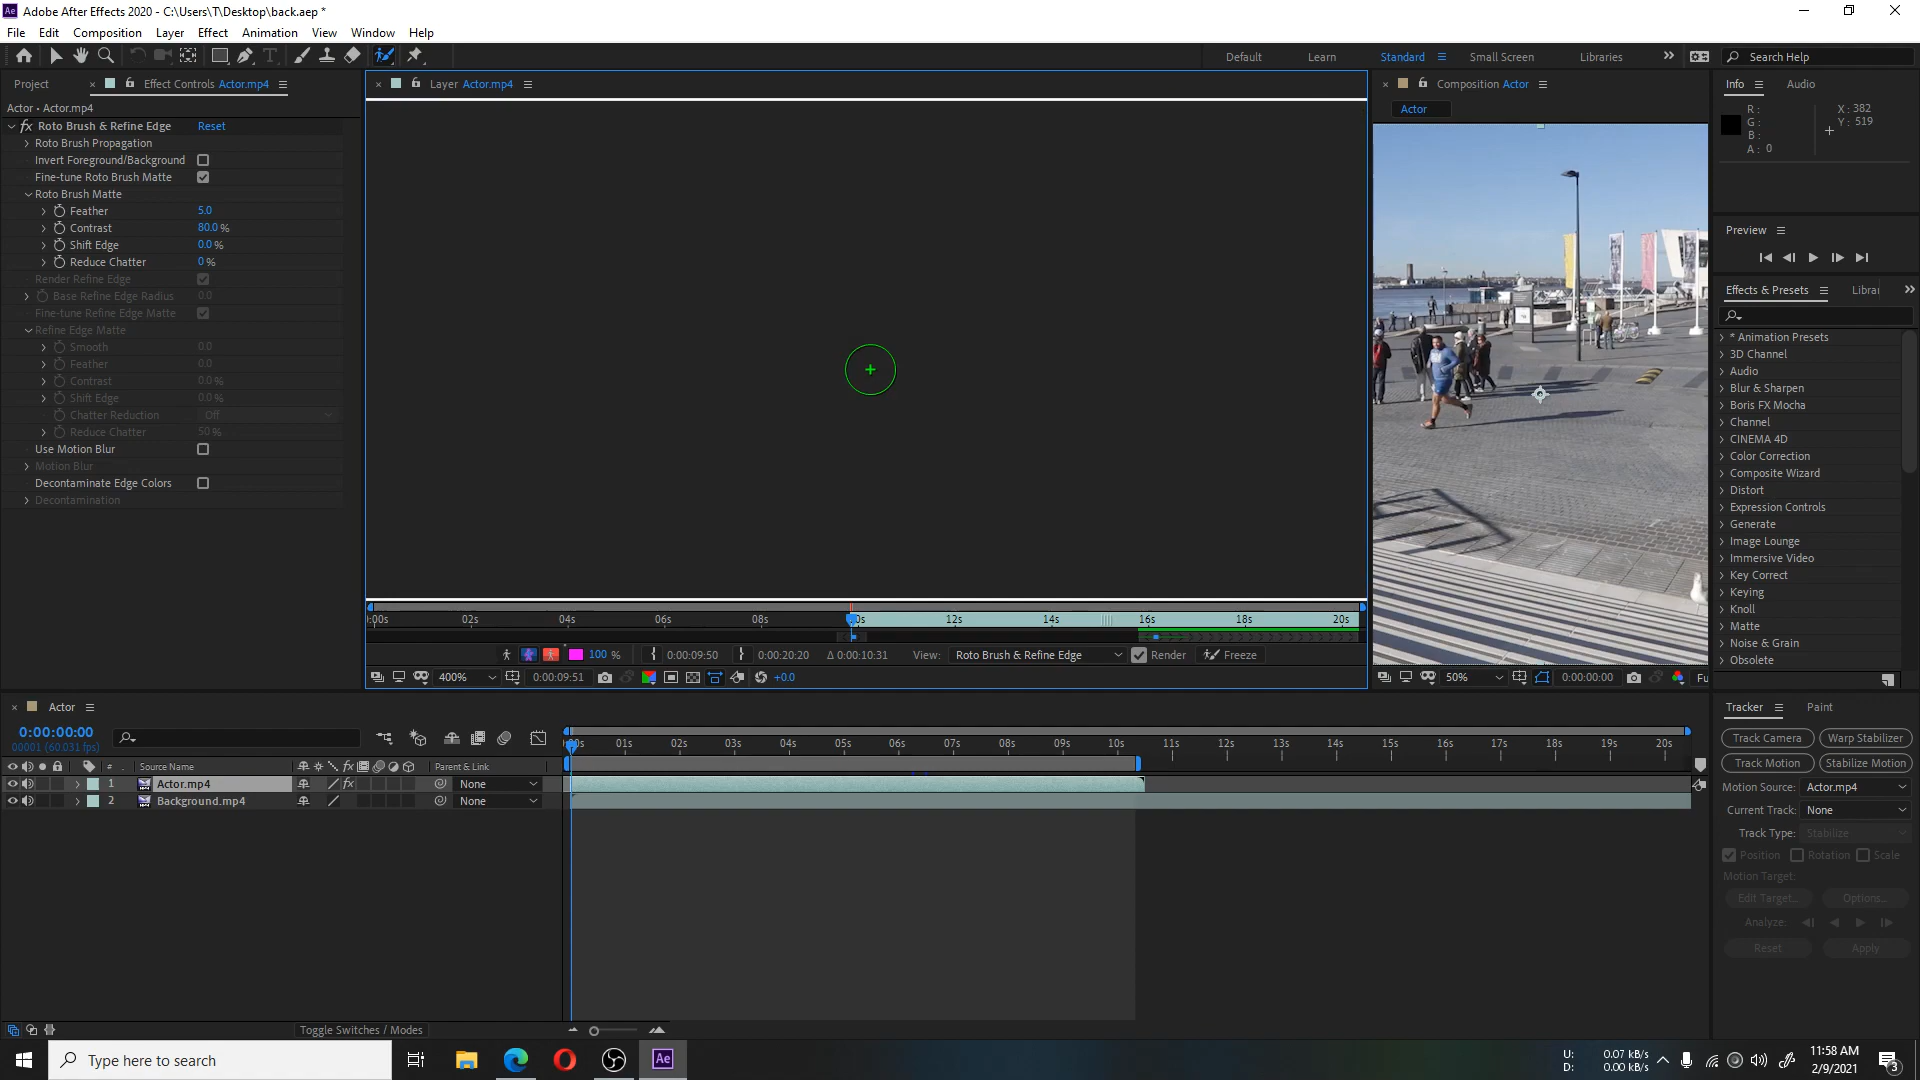 Adobe After Effects 2020 - C:\Users\T\Desktop\back.aep *
File Edit Composition Layer Effect Animation View Window Help
Default Learn Standard Small Screen Libraries Search Help
Project Effect Controls Actor.mp4
Actor • Actor.mp4
fx Roto Brush & Refine Edge Reset
Roto Brush Propagation
Invert Foreground/Background
Fine-tune Roto Brush Matte
Roto Brush Matte
Feather 5.0
Contrast 80.0 %
Shift Edge 0.0 %
Reduce Chatter 0 %
Render Refine Edge
Base Refine Edge Radius 0.0
Fine-tune Refine Edge Matte
Refine Edge Matte
Smooth 0.0
Feather 0.0
Contrast 0.0 %
Shift Edge 0.0 %
Chatter Reduction Off
Reduce Chatter 50 %
Use Motion Blur
Motion Blur
Decontaminate Edge Colors
Decontamination
Layer Actor.mp4
:00s 02s 04s 06s 08s 0s 12s 14s 16s 18s 20s
100 % 0:00:09:50 0:00:20:20 Δ 0:00:10:31 View: Roto Brush & Refine Edge Render Freeze
400% 0:00:09:51 +0.0
Composition Actor
Actor
50% 0:00:00:00 Fu
Info Audio
R: X: 382
G: Y: 519
B:
A: 0
Preview
Effects & Presets Librar
* Animation Presets
3D Channel
Audio
Blur & Sharpen
Boris FX Mocha
Channel
CINEMA 4D
Color Correction
Composite Wizard
Distort
Expression Controls
Generate
Image Lounge
Immersive Video
Key Correct
Keying
Knoll
Matte
Noise & Grain
Obsolete
Actor
0:00:00:00
00001 (60.031 fps)
# Source Name fx Parent & Link
1 Actor.mp4 fx None
2 Background.mp4 None
0s 01s 02s 03s 04s 05s 06s 07s 08s 09s 10s 11s 12s 13s 14s 15s 16s 17s 18s 19s 20s
Toggle Switches / Modes
Tracker Paint
Track Camera Warp Stabilizer
Track Motion Stabilize Motion
Motion Source: Actor.mp4
Current Track: None
Track Type: Stabilize
Position Rotation Scale
Motion Target:
Edit Target... Options...
Analyze:
Reset Apply
Type here to search
Ae
U: 0.07 kB/s
D: 0.00 kB/s
11:58 AM
2/9/2021
3